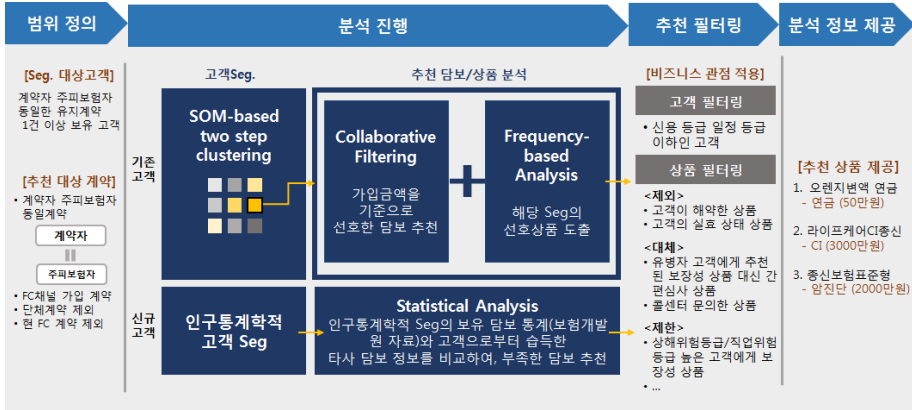 범위 정의
분석 진행
추천 필터링
분석 정보 제공
[Seg. 대상고객]
계약자 주피보험자
동일한 유지계약
1건 이상 보유 고객
[추천 대상 계약]
• 계약자 주피보험자
동일계약
계약자
주피보험자
• FC채널 가입 계약
• 단체계약 제외
• 현 FC 계약 제외
고객Seg.
추천 담보/상품 분석
기존
고객
SOM-based
two step
clustering
Collaborative
Filtering
가입금액을
기준으로
선호한 담보 추천
Frequency-
based
Analysis
해당 Seg의
선호상품 도출
신규
고객
인구통계학적
고객 Seg
Statistical Analysis
인구통계학적 Seg의 보유 담보 통계(보험개발
원 자료)와 고객으로부터 습득한
타사 담보 정보를 비교하여, 부족한 담보 추천
[비즈니스 관점 적용]
고객 필터링
• 신용 등급 일정 등급
이하인 고객
상품 필터링
<제외>
• 고객이 해약한 상품
• 고객의 실효 상태 상품
<대체>
• 유병자 고객에게 추천
된 보장성 상품 대신 간
편심사 상품
• 콜센터 문의한 상품
<제한>
• 상해위험등급/직업위험
등급 높은 고객에게 보
장성 상품
• ...
[추천 상품 제공]
1. 오렌지변액 연금
- 연금 (50만원)
2. 라이프케어CI종신
- CI (3000만원)
3. 종신보험표준형
- 암진단 (2000만원)